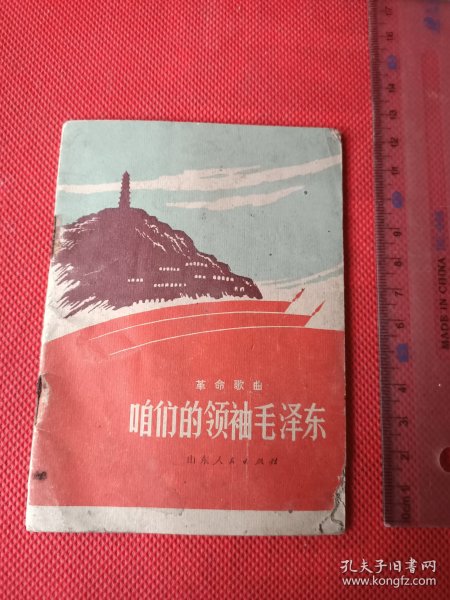 革命歌曲
咱们的领袖毛泽东
山东人民出版社
MADE IN CHINA
孔夫子旧书网
www.kongfz.com